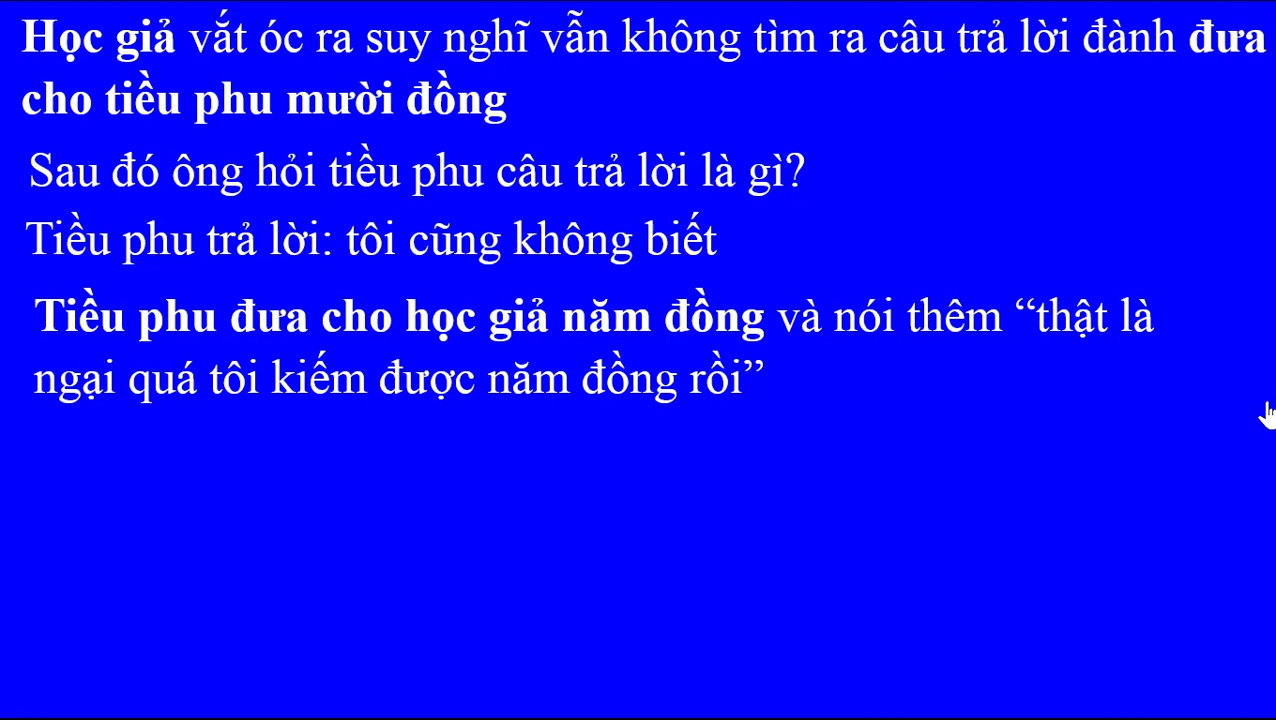 Học giả vắt óc ra suy nghĩ vẫn không tìm ra câu trả lời đành đưa
cho tiều phu mười đồng
Sau đó ông hỏi tiều phu câu trả lời là gì?
Tiều phu trả lời: tôi cũng không biết
Tiều phu đưa cho học giả năm đồng và nói thêm “thật là
ngại quá tôi kiếm được năm đồng rồi”